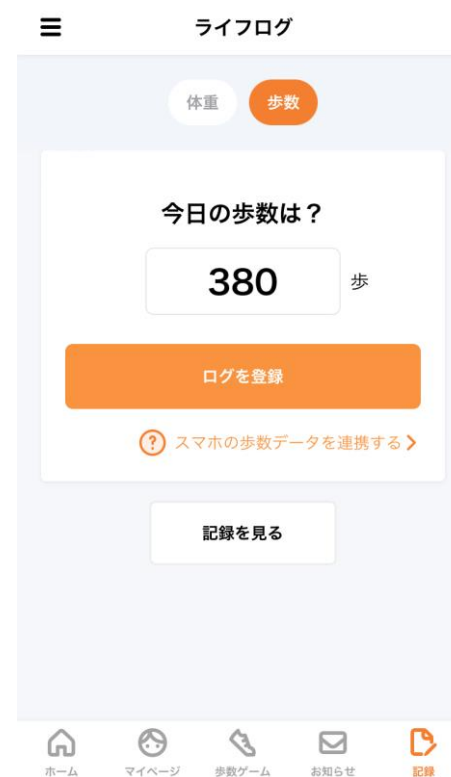 ライフログ
体重 歩数
今日の歩数は？
380 歩
ログを登録
? スマホの歩数データを連携する
記録を見る
ホーム マイページ 歩数ゲーム お知らせ 記録